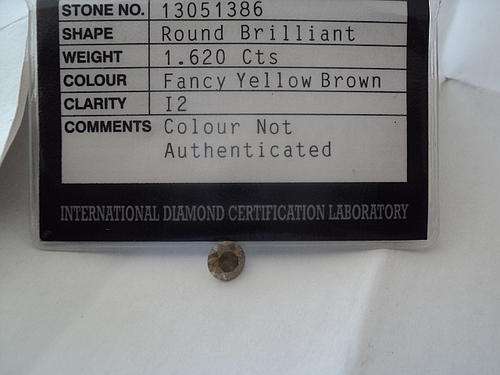 STONE NO. 13051386
SHAPE Round Brilliant
WEIGHT 1.620 Cts
COLOUR Fancy Yellow Brown
CLARITY I2
COMMENTS Colour Not
Authenticated
INTERNATIONAL DIAMOND CERTIFICATION LABORATORY